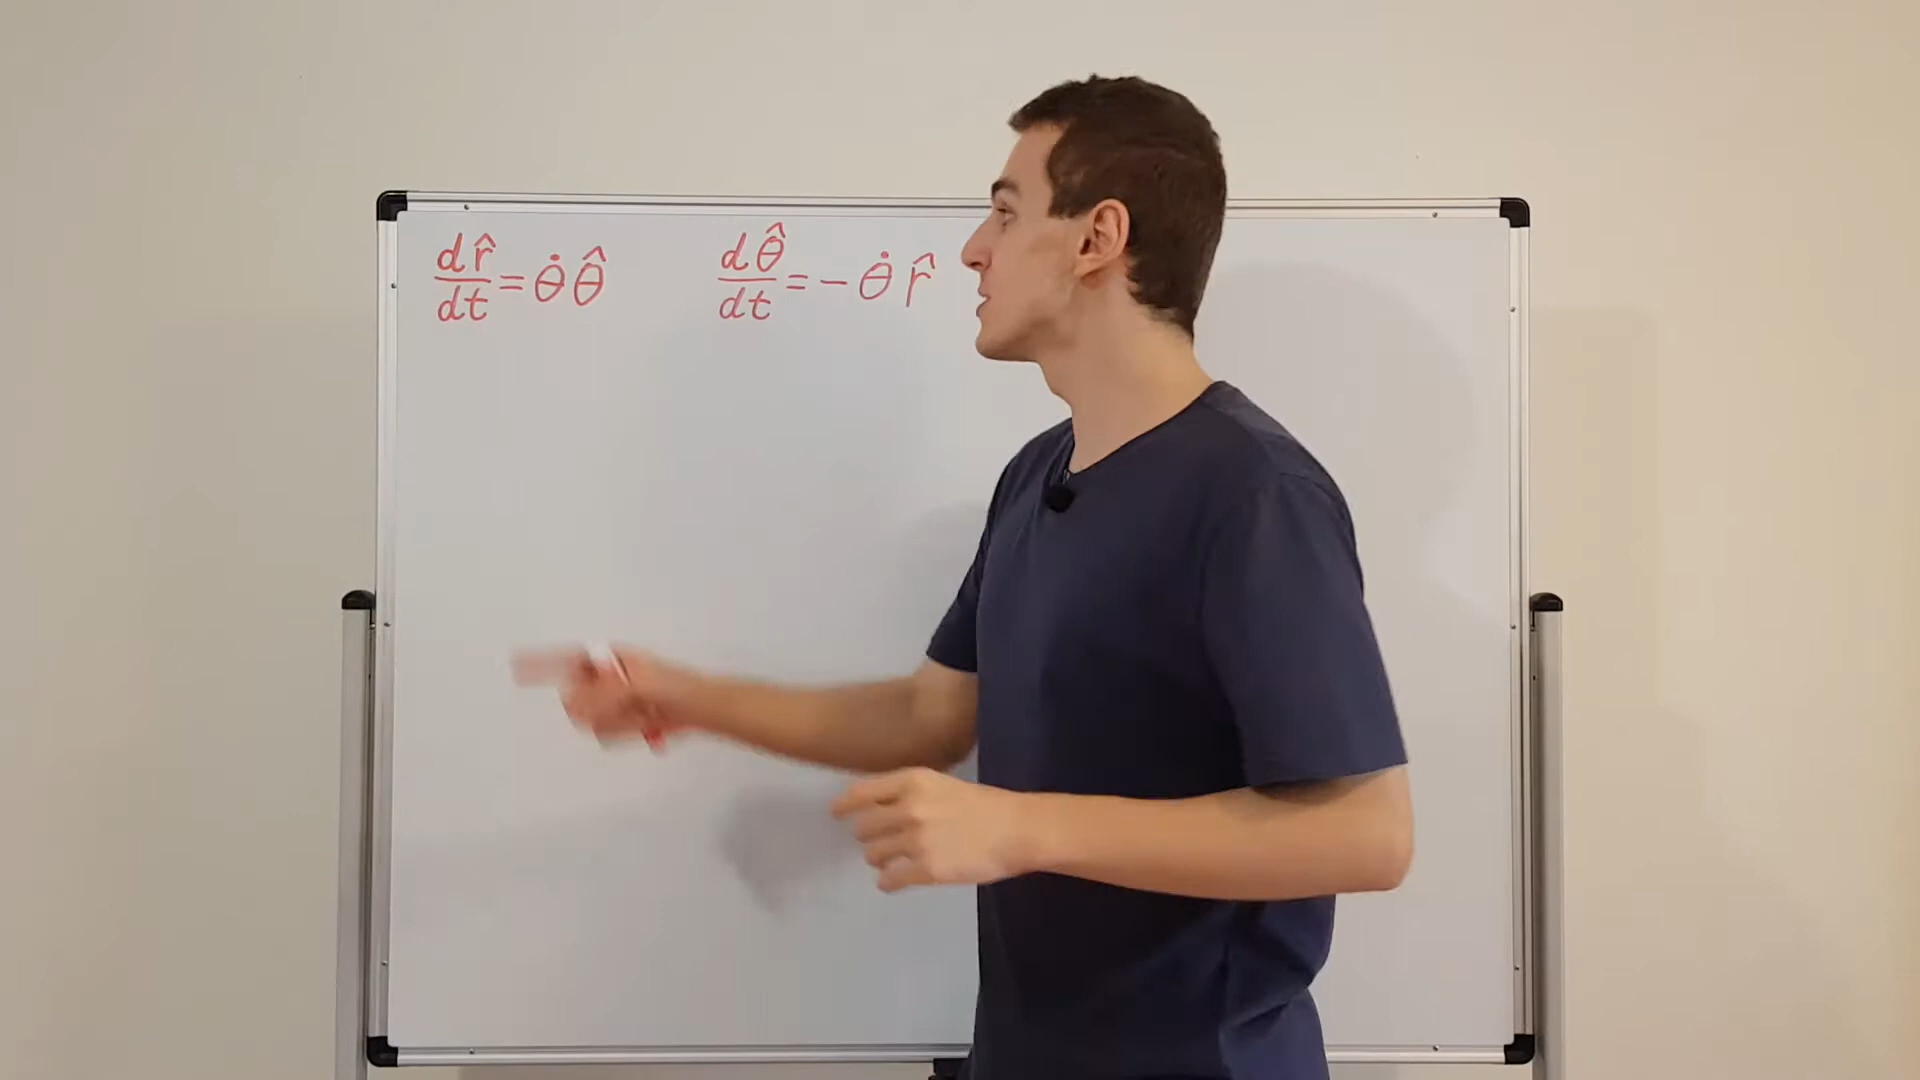 dr̂/dt = θ̇ θ̂
dθ̂/dt = - θ̇ r̂